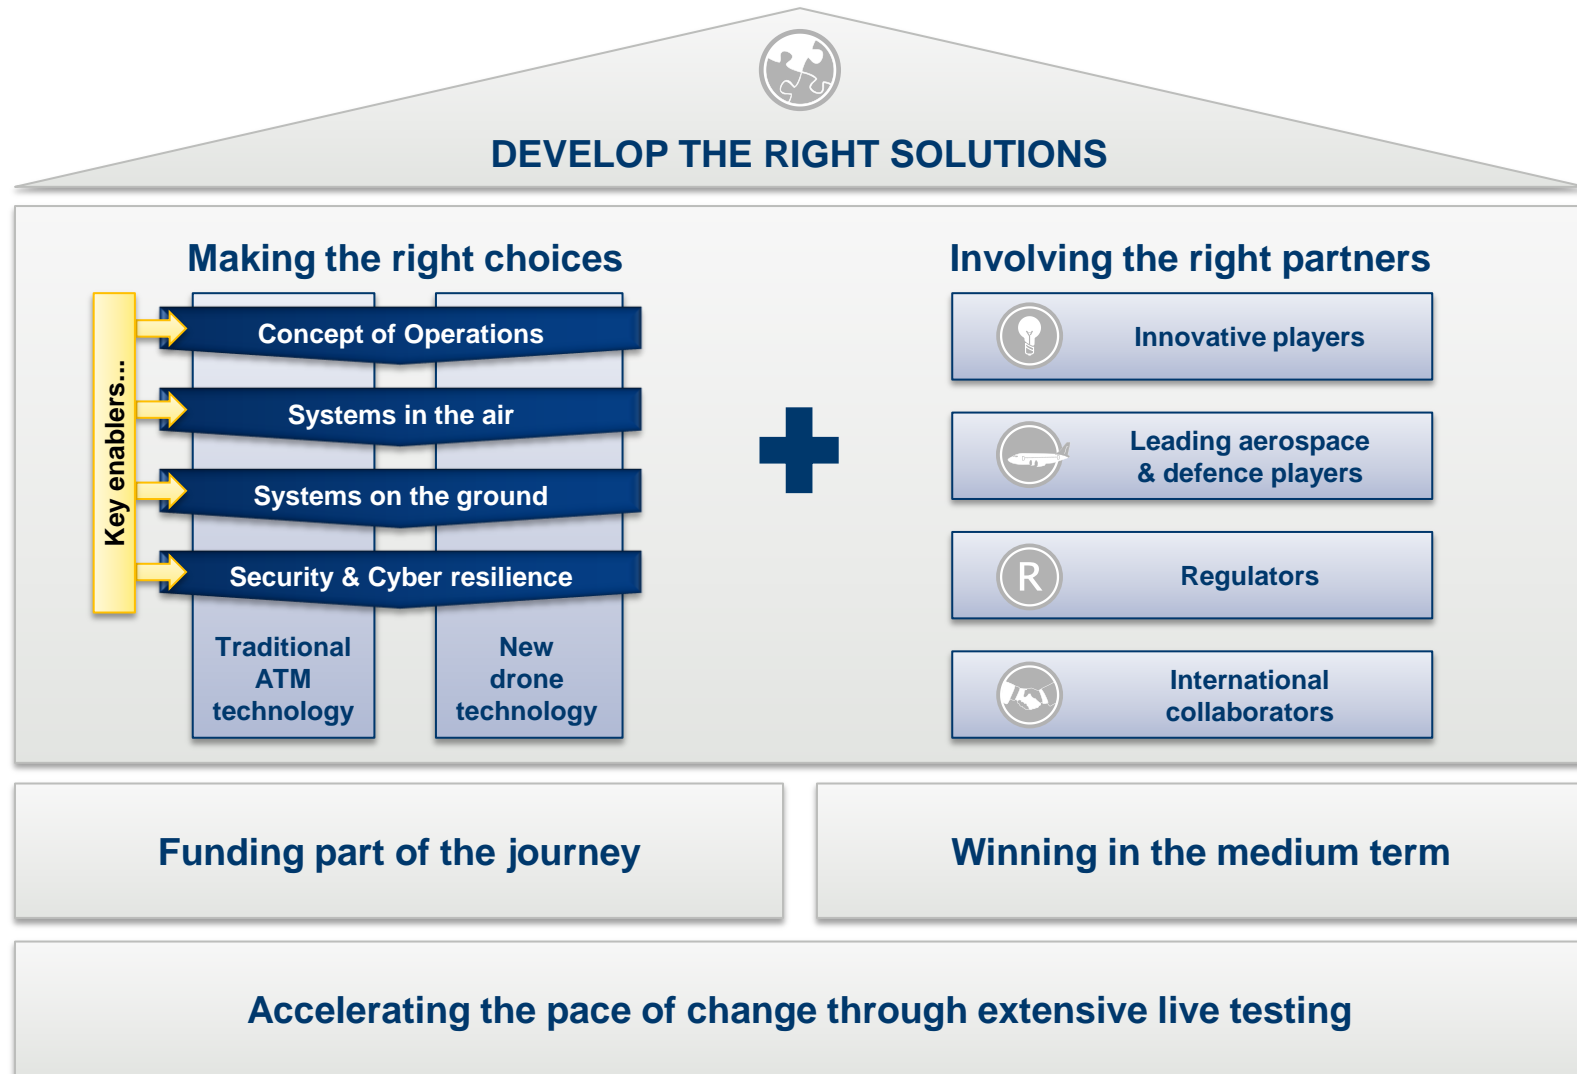 DEVELOP THE RIGHT SOLUTIONS
Making the right choices
Key enablers...
Concept of Operations
Systems in the air
Systems on the ground
Security & Cyber resilience
Traditional
ATM
technology
New
drone
technology
Involving the right partners
Innovative players
Leading aerospace
& defence players
R
Regulators
International
collaborators
Funding part of the journey
Winning in the medium term
Accelerating the pace of change through extensive live testing